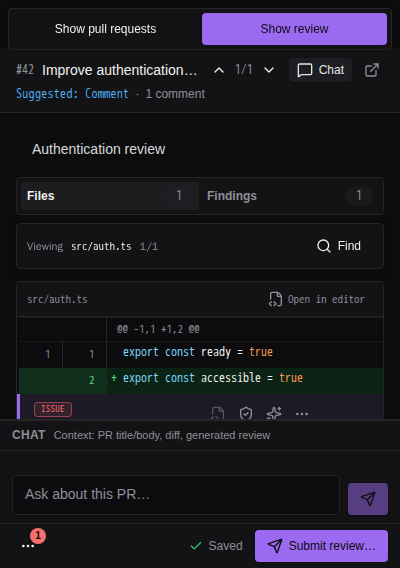 Show pull requests
Show review
#42 Improve authentication… 1/1 Chat
Suggested: Comment · 1 comment
Authentication review
Files 1
Findings 1
Viewing src/auth.ts 1/1
Find
src/auth.ts
Open in editor
@@ -1,1 +1,2 @@
1 1 export const ready = true
2 + export const accessible = true
ISSUE
CHAT Context: PR title/body, diff, generated review
Ask about this PR…
1
Saved
Submit review…